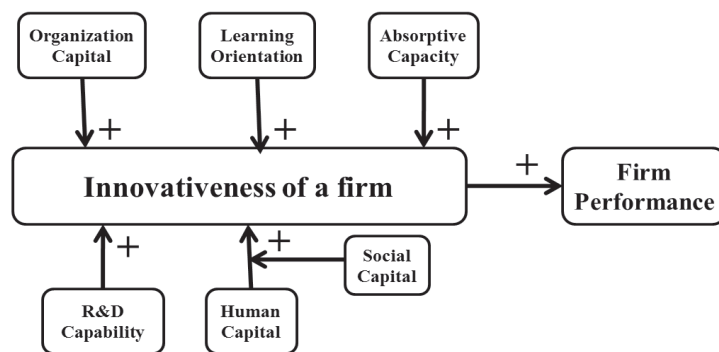 Organization
Capital
Learning
Orientation
Absorptive
Capacity
+
+
+
Innovativeness of a firm
+
Firm
Performance
+
+
Social
Capital
R&D
Capability
Human
Capital